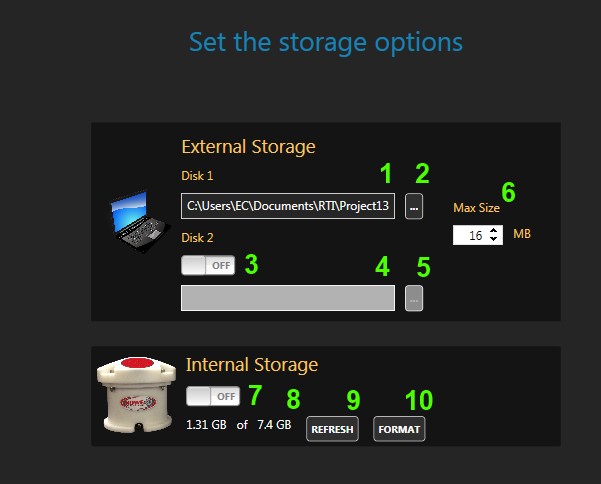 Set the storage options
External Storage
Disk 1 1 2
C:\Users\EC\Documents\RTI\Project13 ...
Max Size 6
16 MB
Disk 2
OFF 3 4 5
...
Internal Storage
OFF 7 8 9 10
1.31 GB of 7.4 GB REFRESH FORMAT